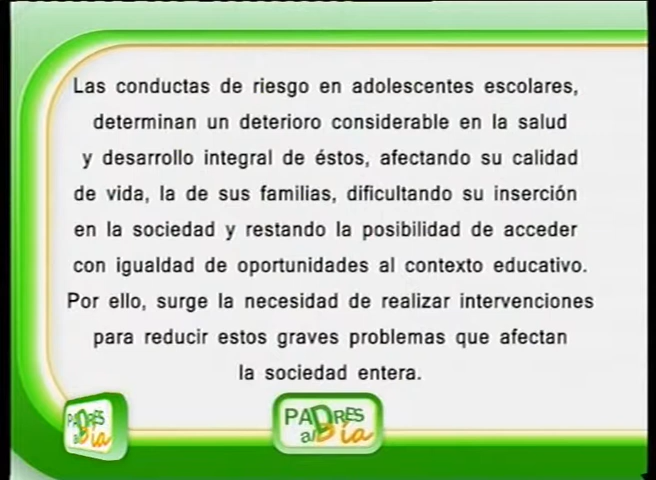 Las conductas de riesgo en adolescentes escolares,
determinan un deterioro considerable en la salud
y desarrollo integral de éstos, afectando su calidad
de vida, la de sus familias, dificultando su inserción
en la sociedad y restando la posibilidad de acceder
con igualdad de oportunidades al contexto educativo.
Por ello, surge la necesidad de realizar intervenciones
para reducir estos graves problemas que afectan
la sociedad entera.
PADRES
al Día
PADRES
al Día